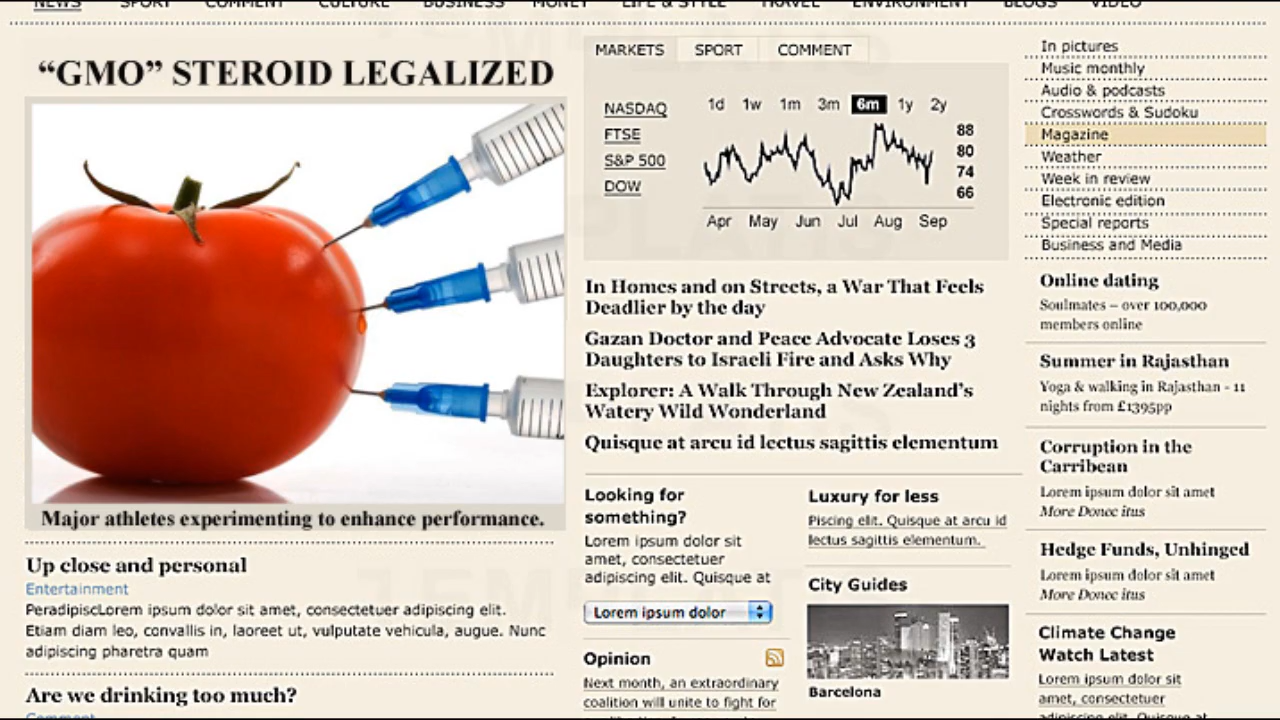 NEWS SPORT COMMENT CULTURE BUSINESS MONEY LIFE & STYLE TRAVEL ENVIRONMENT BLOGS VIDEO
“GMO” STEROID LEGALIZED
Major athletes experimenting to enhance performance.
Up close and personal
Entertainment
PeradipiscLorem ipsum dolor sit amet, consectetuer adipiscing elit.
Etiam diam leo, convallis in, laoreet ut, vulputate vehicula, augue. Nunc
adipiscing pharetra quam
Are we drinking too much?
Comment
MARKETS SPORT COMMENT
NASDAQ
FTSE
S&P 500
DOW
1d 1w 1m 3m 6m 1y 2y
88
80
74
66
Apr May Jun Jul Aug Sep
In Homes and on Streets, a War That Feels
Deadlier by the day
Gazan Doctor and Peace Advocate Loses 3
Daughters to Israeli Fire and Asks Why
Explorer: A Walk Through New Zealand’s
Watery Wild Wonderland
Quisque at arcu id lectus sagittis elementum
Looking for
something?
Lorem ipsum dolor sit
amet, consectetuer
adipiscing elit. Quisque at
Lorem ipsum dolor
Opinion
Next month, an extraordinary
coalition will unite to fight for
Luxury for less
Piscing elit. Quisque at arcu id
lectus sagittis elementum.
City Guides
Barcelona
In pictures
Music monthly
Audio & podcasts
Crosswords & Sudoku
Magazine
Weather
Week in review
Electronic edition
Special reports
Business and Media
Online dating
Soulmates – over 100,000
members online
Summer in Rajasthan
Yoga & walking in Rajasthan - 11
nights from £1395pp
Corruption in the
Carribean
Lorem ipsum dolor sit amet
More Donec itus
Hedge Funds, Unhinged
Lorem ipsum dolor sit amet
More Donec itus
Climate Change
Watch Latest
Lorem ipsum dolor sit
amet, consectetuer
adipiscing elit. Quisque at